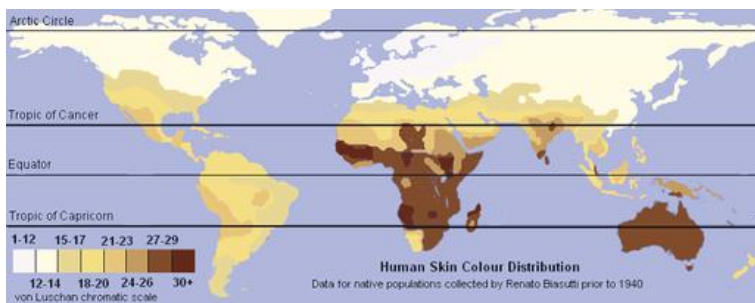 Arctic Circle
Tropic of Cancer
Equator
Tropic of Capricorn
1-12 15-17 21-23 27-29
12-14 18-20 24-26 30+
von Luschan chromatic scale
Human Skin Colour Distribution
Data for native populations collected by Renato Biasutti prior to 1940